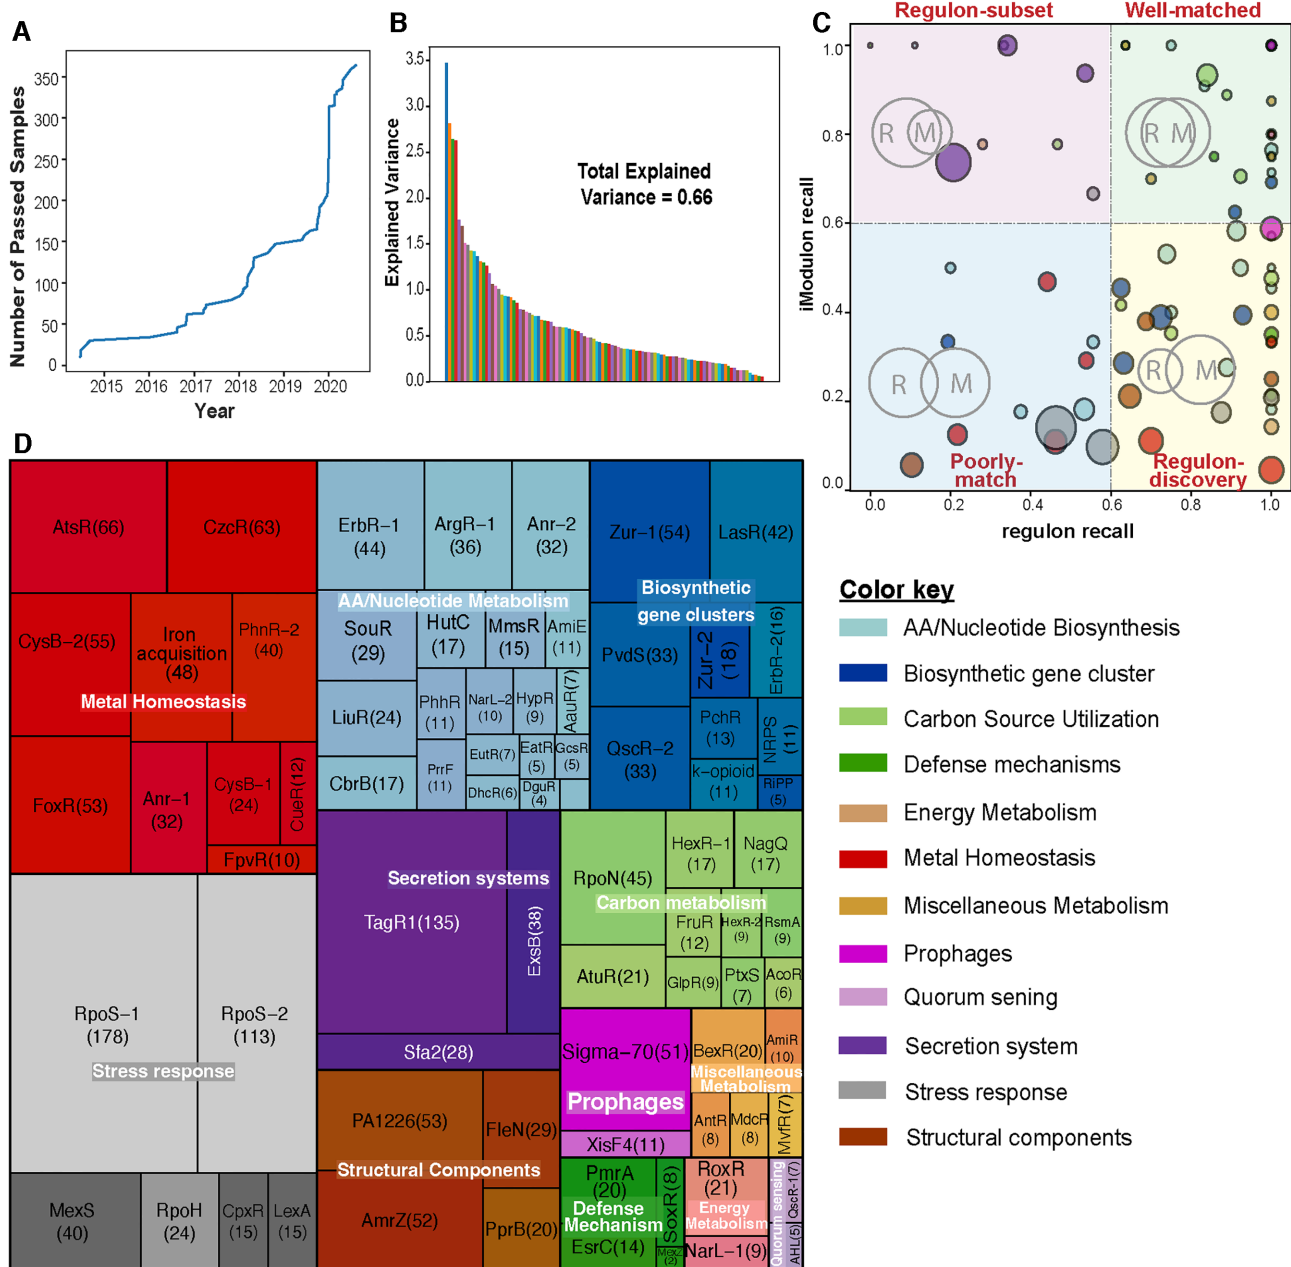 A
Number of Passed Samples
350
300
250
200
150
100
50
0
2015 2016 2017 2018 2019 2020
Year
B
Explained Variance
3.5
3.0
2.5
2.0
1.5
1.0
0.5
0.0
Total Explained
Variance = 0.66
C
Regulon-subset
Well-matched
iModulon recall
1.0
0.8
0.6
0.4
0.2
0.0
R M
R M
R M
R M
Poorly-
match
Regulon-
discovery
0.0 0.2 0.4 0.6 0.8 1.0
regulon recall
D
AtsR(66)
CzcR(63)
CysB-2(55)
Iron
acquisition
(48)
PhnR-2
(40)
Metal Homeostasis
FoxR(53)
Anr-1
(32)
CysB-1
(24)
CueR(12)
FpvR(10)
ErbR-1
(44)
ArgR-1
(36)
Anr-2
(32)
AA/Nucleotide Metabolism
SouR
(29)
HutC
(17)
MmsR
(15)
AmiE
(11)
LiuR(24)
PhhR
(11)
NarL-2
(10)
HypR
(9)
AauR(7)
CbrB(17)
PrrF
(11)
EutR(7)
EatR
(5)
GcsR
(5)
DhcR(6)
DguR
(4)
Zur-1(54)
LasR(42)
Biosynthetic
gene clusters
PvdS(33)
Zur-2
(18)
ErbR-2(16)
QscR-2
(33)
PchR
(13)
NRPS
(11)
k-opioid
(11)
RiPP
(5)
RpoS-1
(178)
RpoS-2
(113)
Stress response
MexS
(40)
RpoH
(24)
CpxR
(15)
LexA
(15)
Secretion systems
TagR1(135)
ExsB(38)
Sfa2(28)
PA1226(53)
FleN(29)
Structural Components
AmrZ(52)
PprB(20)
RpoN(45)
HexR-1
(17)
NagQ
(17)
Carbon metabolism
FruR
(12)
HexR-2
(9)
RsmA
(9)
AtuR(21)
GlpR(9)
PtxS
(7)
AcoR
(6)
Sigma-70(51)
Prophages
XisF4(11)
BexR(20)
AmiR
(10)
Miscellaneous
Metabolism
AntR
(8)
MdcR
(8)
MvfR(7)
PmrA
(20)
Defense
Mechanism
EsrC(14)
SoxR(8)
MexZ
(2)
RoxR
(21)
Energy
Metabolism
NarL-1(9)
Quorum sensing
QscR-1(7)
AHL(5)
Color key
AA/Nucleotide Biosynthesis
Biosynthetic gene cluster
Carbon Source Utilization
Defense mechanisms
Energy Metabolism
Metal Homeostasis
Miscellaneous Metabolism
Prophages
Quorum sening
Secretion system
Stress response
Structural components